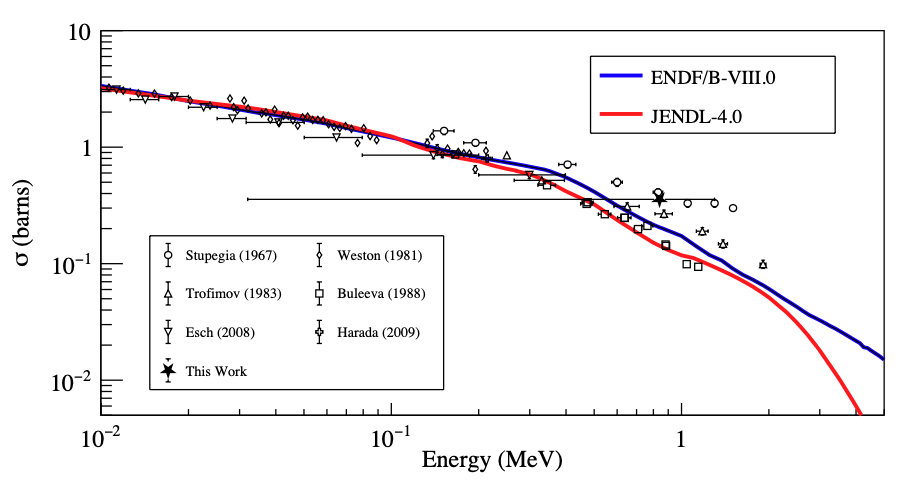 10
1
10−1
10−2
σ (barns)
ENDF/B-VIII.0
JENDL-4.0
Stupegia (1967)
Weston (1981)
Trofimov (1983)
Buleeva (1988)
Esch (2008)
Harada (2009)
This Work
10−2
10−1
1
Energy (MeV)